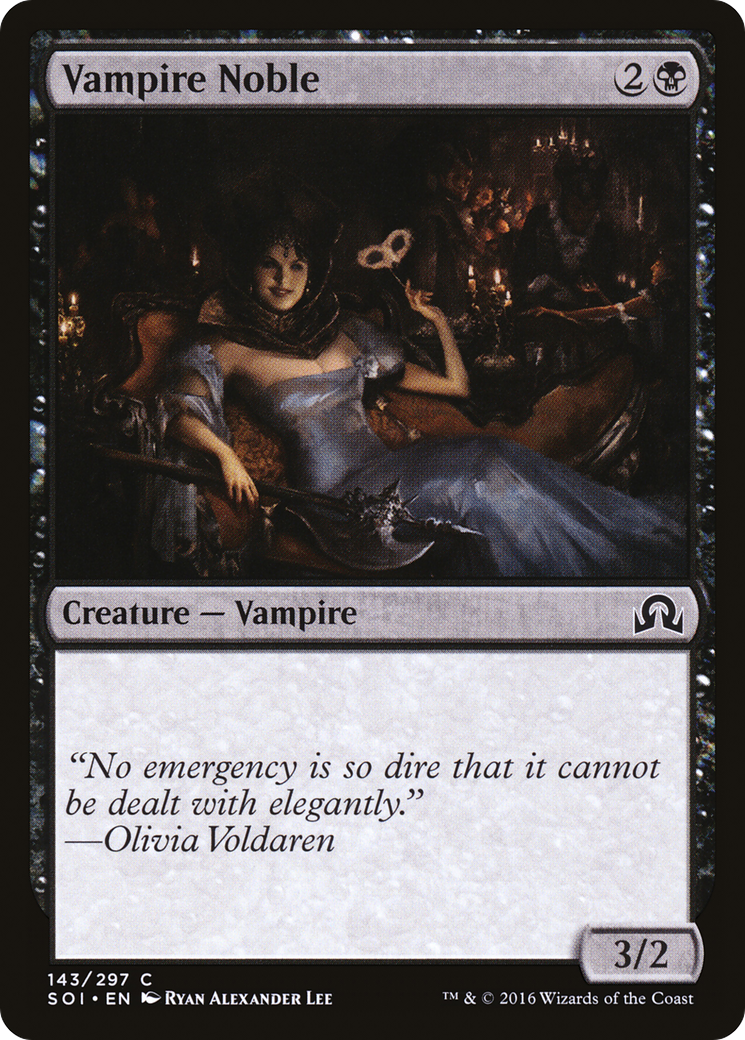 Vampire Noble 2
Creature — Vampire
“No emergency is so dire that it cannot
be dealt with elegantly.”
—Olivia Voldaren
3/2
143/297 C
SOI • EN Ryan Alexander Lee
™ & © 2016 Wizards of the Coast